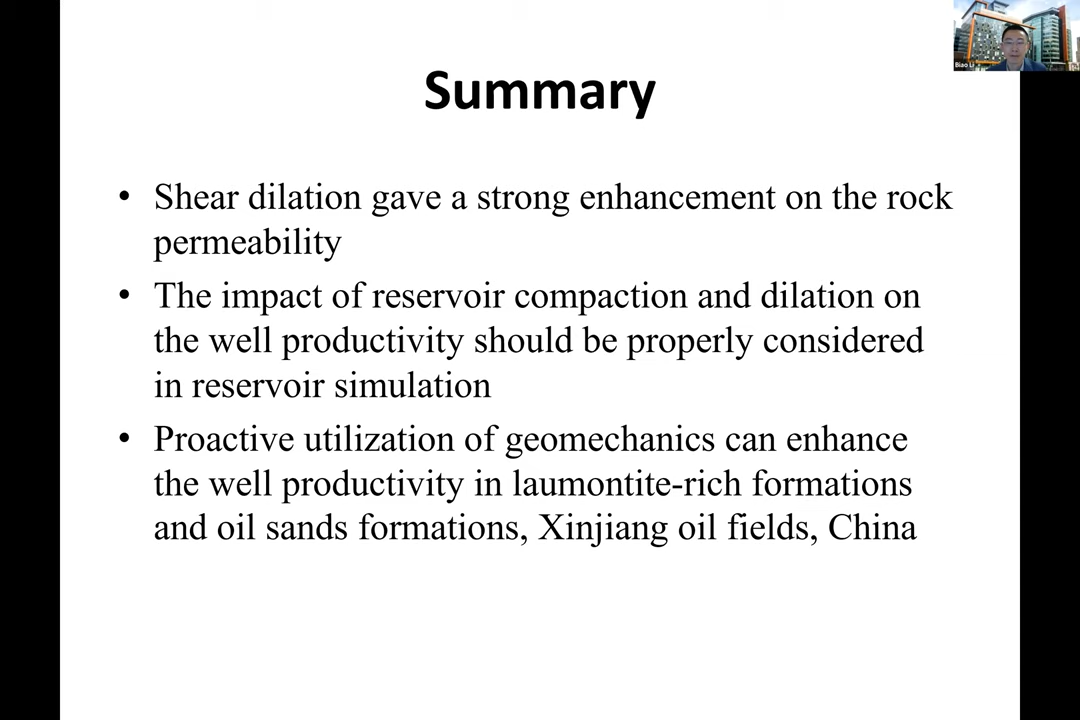 Biao Li
Summary
• Shear dilation gave a strong enhancement on the rock
permeability
• The impact of reservoir compaction and dilation on
the well productivity should be properly considered
in reservoir simulation
• Proactive utilization of geomechanics can enhance
the well productivity in laumontite-rich formations
and oil sands formations, Xinjiang oil fields, China